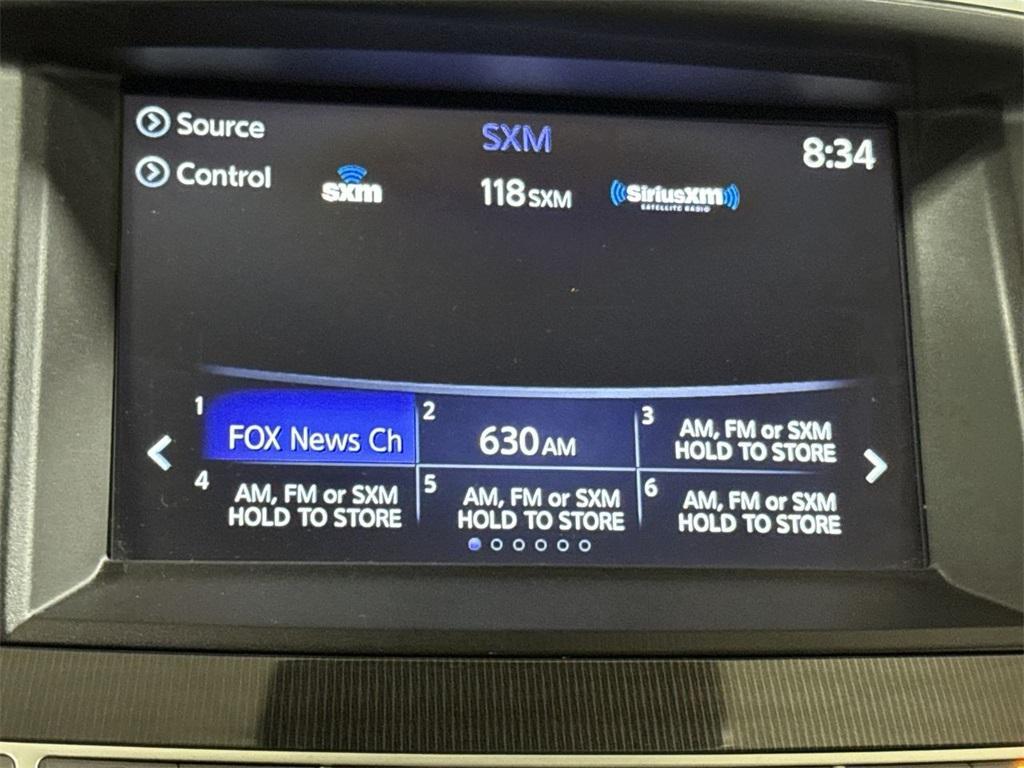 Source
SXM
8:34
Control
sxm
118 SXM
SiriusXM
SATELLITE RADIO
1
FOX News Ch
2
630 AM
3
AM, FM or SXM
HOLD TO STORE
4
AM, FM or SXM
HOLD TO STORE
5
AM, FM or SXM
HOLD TO STORE
6
AM, FM or SXM
HOLD TO STORE